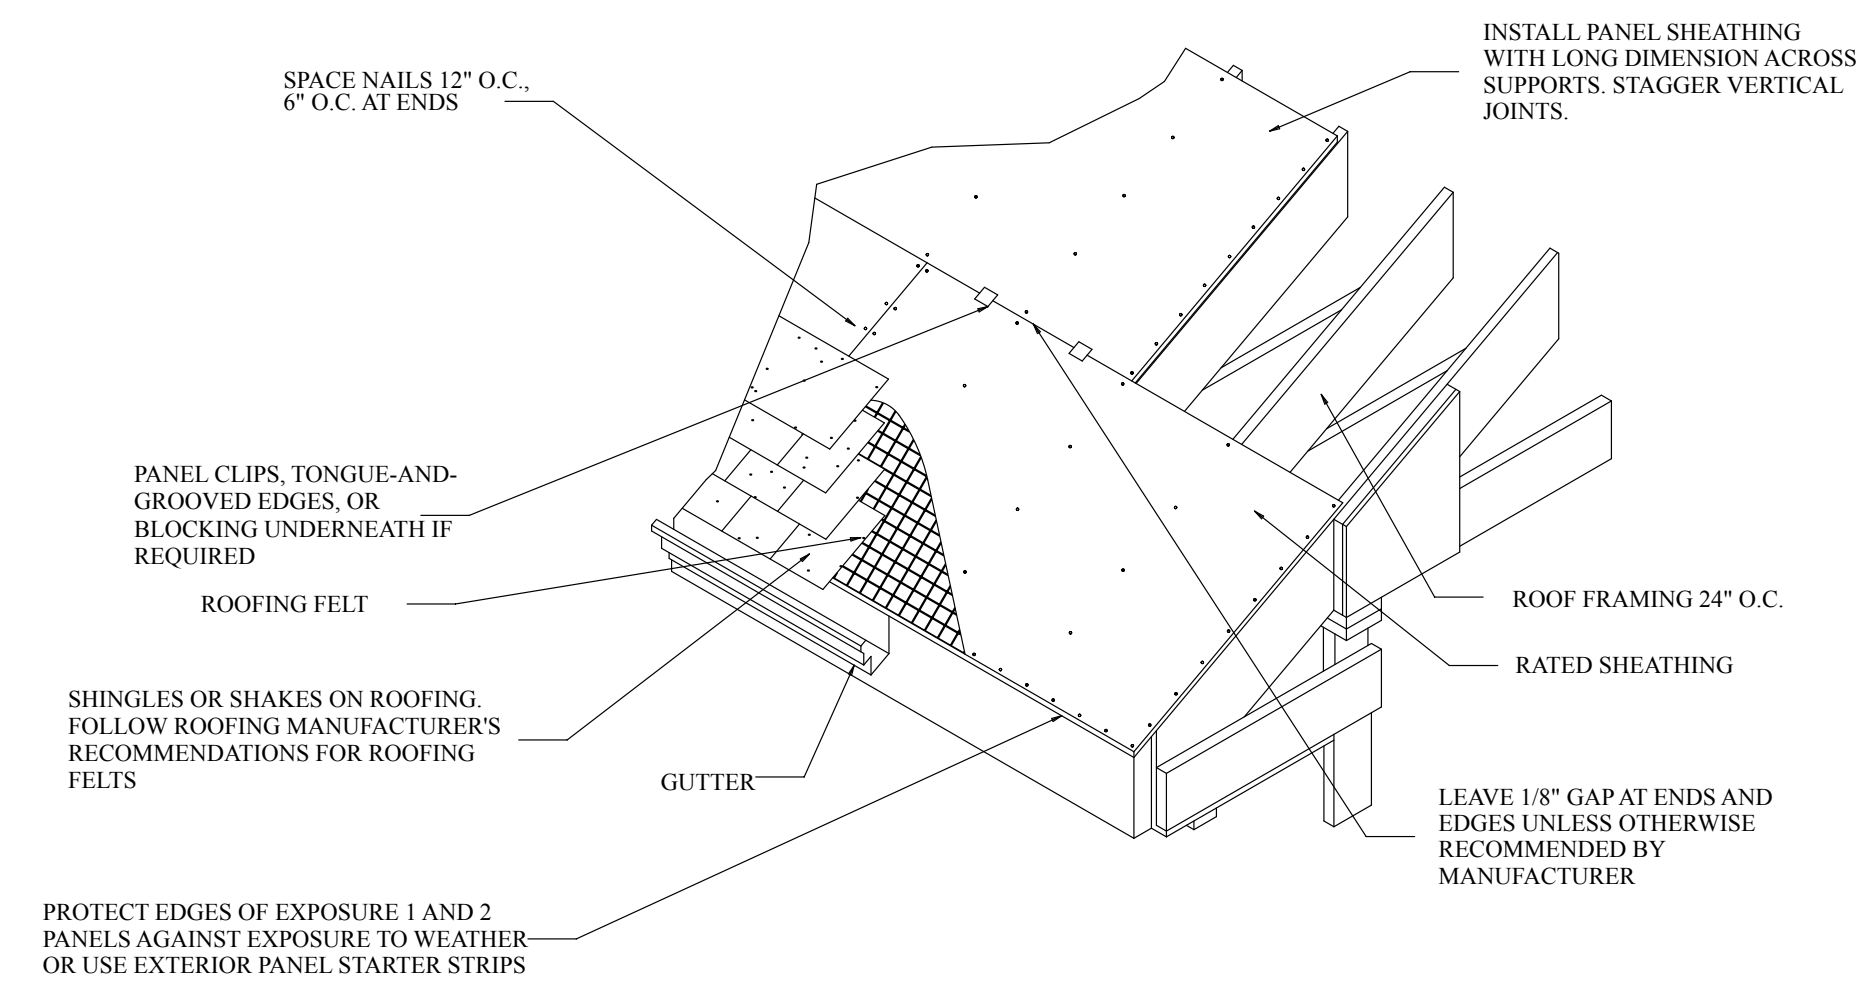 INSTALL PANEL SHEATHING
WITH LONG DIMENSION ACROSS
SUPPORTS. STAGGER VERTICAL
JOINTS.
SPACE NAILS 12" O.C.,
6" O.C. AT ENDS
PANEL CLIPS, TONGUE-AND-
GROOVED EDGES, OR
BLOCKING UNDERNEATH IF
REQUIRED
ROOFING FELT
ROOF FRAMING 24" O.C.
RATED SHEATHING
SHINGLES OR SHAKES ON ROOFING.
FOLLOW ROOFING MANUFACTURER'S
RECOMMENDATIONS FOR ROOFING
FELTS
GUTTER
LEAVE 1/8" GAP AT ENDS AND
EDGES UNLESS OTHERWISE
RECOMMENDED BY
MANUFACTURER
PROTECT EDGES OF EXPOSURE 1 AND 2
PANELS AGAINST EXPOSURE TO WEATHER
OR USE EXTERIOR PANEL STARTER STRIPS